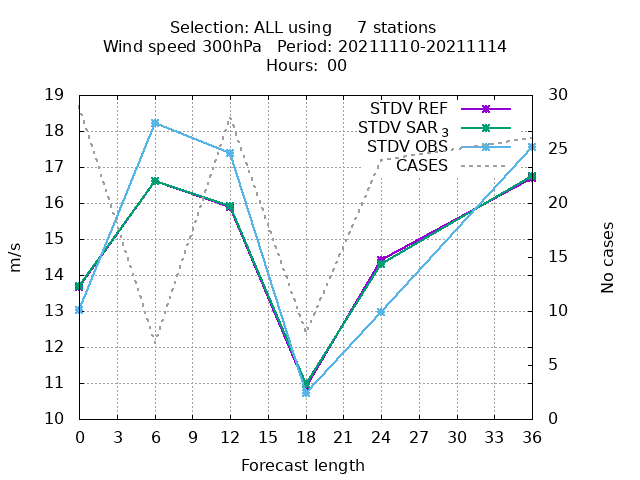 Selection: ALL using     7 stations
Wind speed 300hPa   Period: 20211110-20211114
Hours: 00
19
18
17
16
15
14
13
12
11
10
30
25
20
15
10
5
0
STDV REF
STDV SAR3
STDV OBS
CASES
m/s
No cases
0 3 6 9 12 15 18 21 24 27 30 33 36
Forecast length